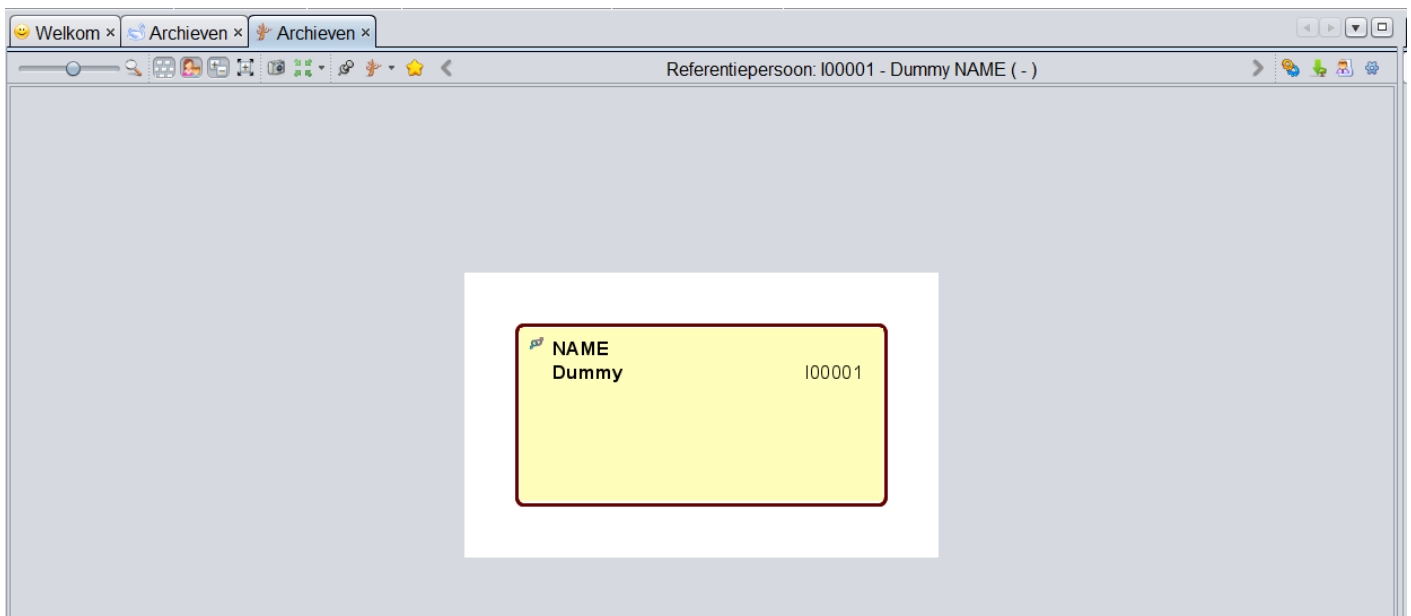 Welkom × Archieven × Archieven ×
Referentiepersoon: I00001 - Dummy NAME ( - )
NAME
Dummy I00001